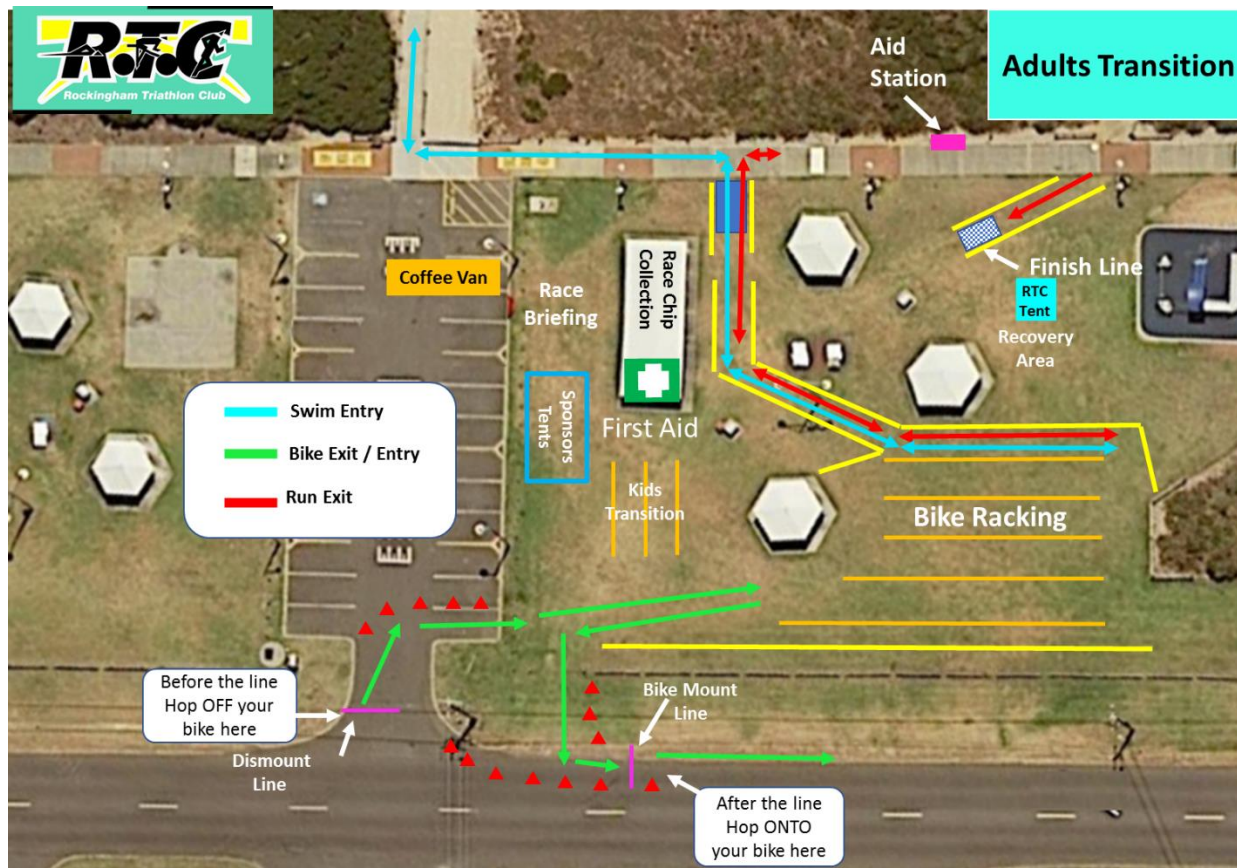 R.T.C
Rockingham Triathlon Club
Aid
Station
Adults Transition
Coffee Van
Race
Briefing
Race Chip
Collection
Finish Line
RTC
Tent
Recovery
Area
Swim Entry
Bike Exit / Entry
Run Exit
Sponsors
Tents
First Aid
Kids
Transition
Bike Racking
Before the line
Hop OFF your
bike here
Dismount
Line
Bike Mount
Line
After the line
Hop ONTO
your bike here